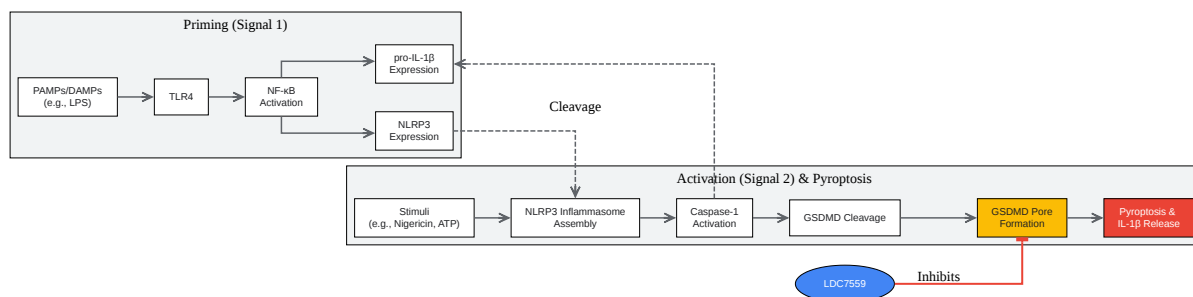 Priming (Signal 1)
pro-IL-1β
Expression
PAMPs/DAMPs
(e.g., LPS)
TLR4
NF-κB
Activation
NLRP3
Expression
Cleavage
Activation (Signal 2) & Pyroptosis
Stimuli
(e.g., Nigericin, ATP)
NLRP3 Inflammasome
Assembly
Caspase-1
Activation
GSDMD Cleavage
GSDMD Pore
Formation
Pyroptosis &
IL-1β Release
LDC7559
Inhibits